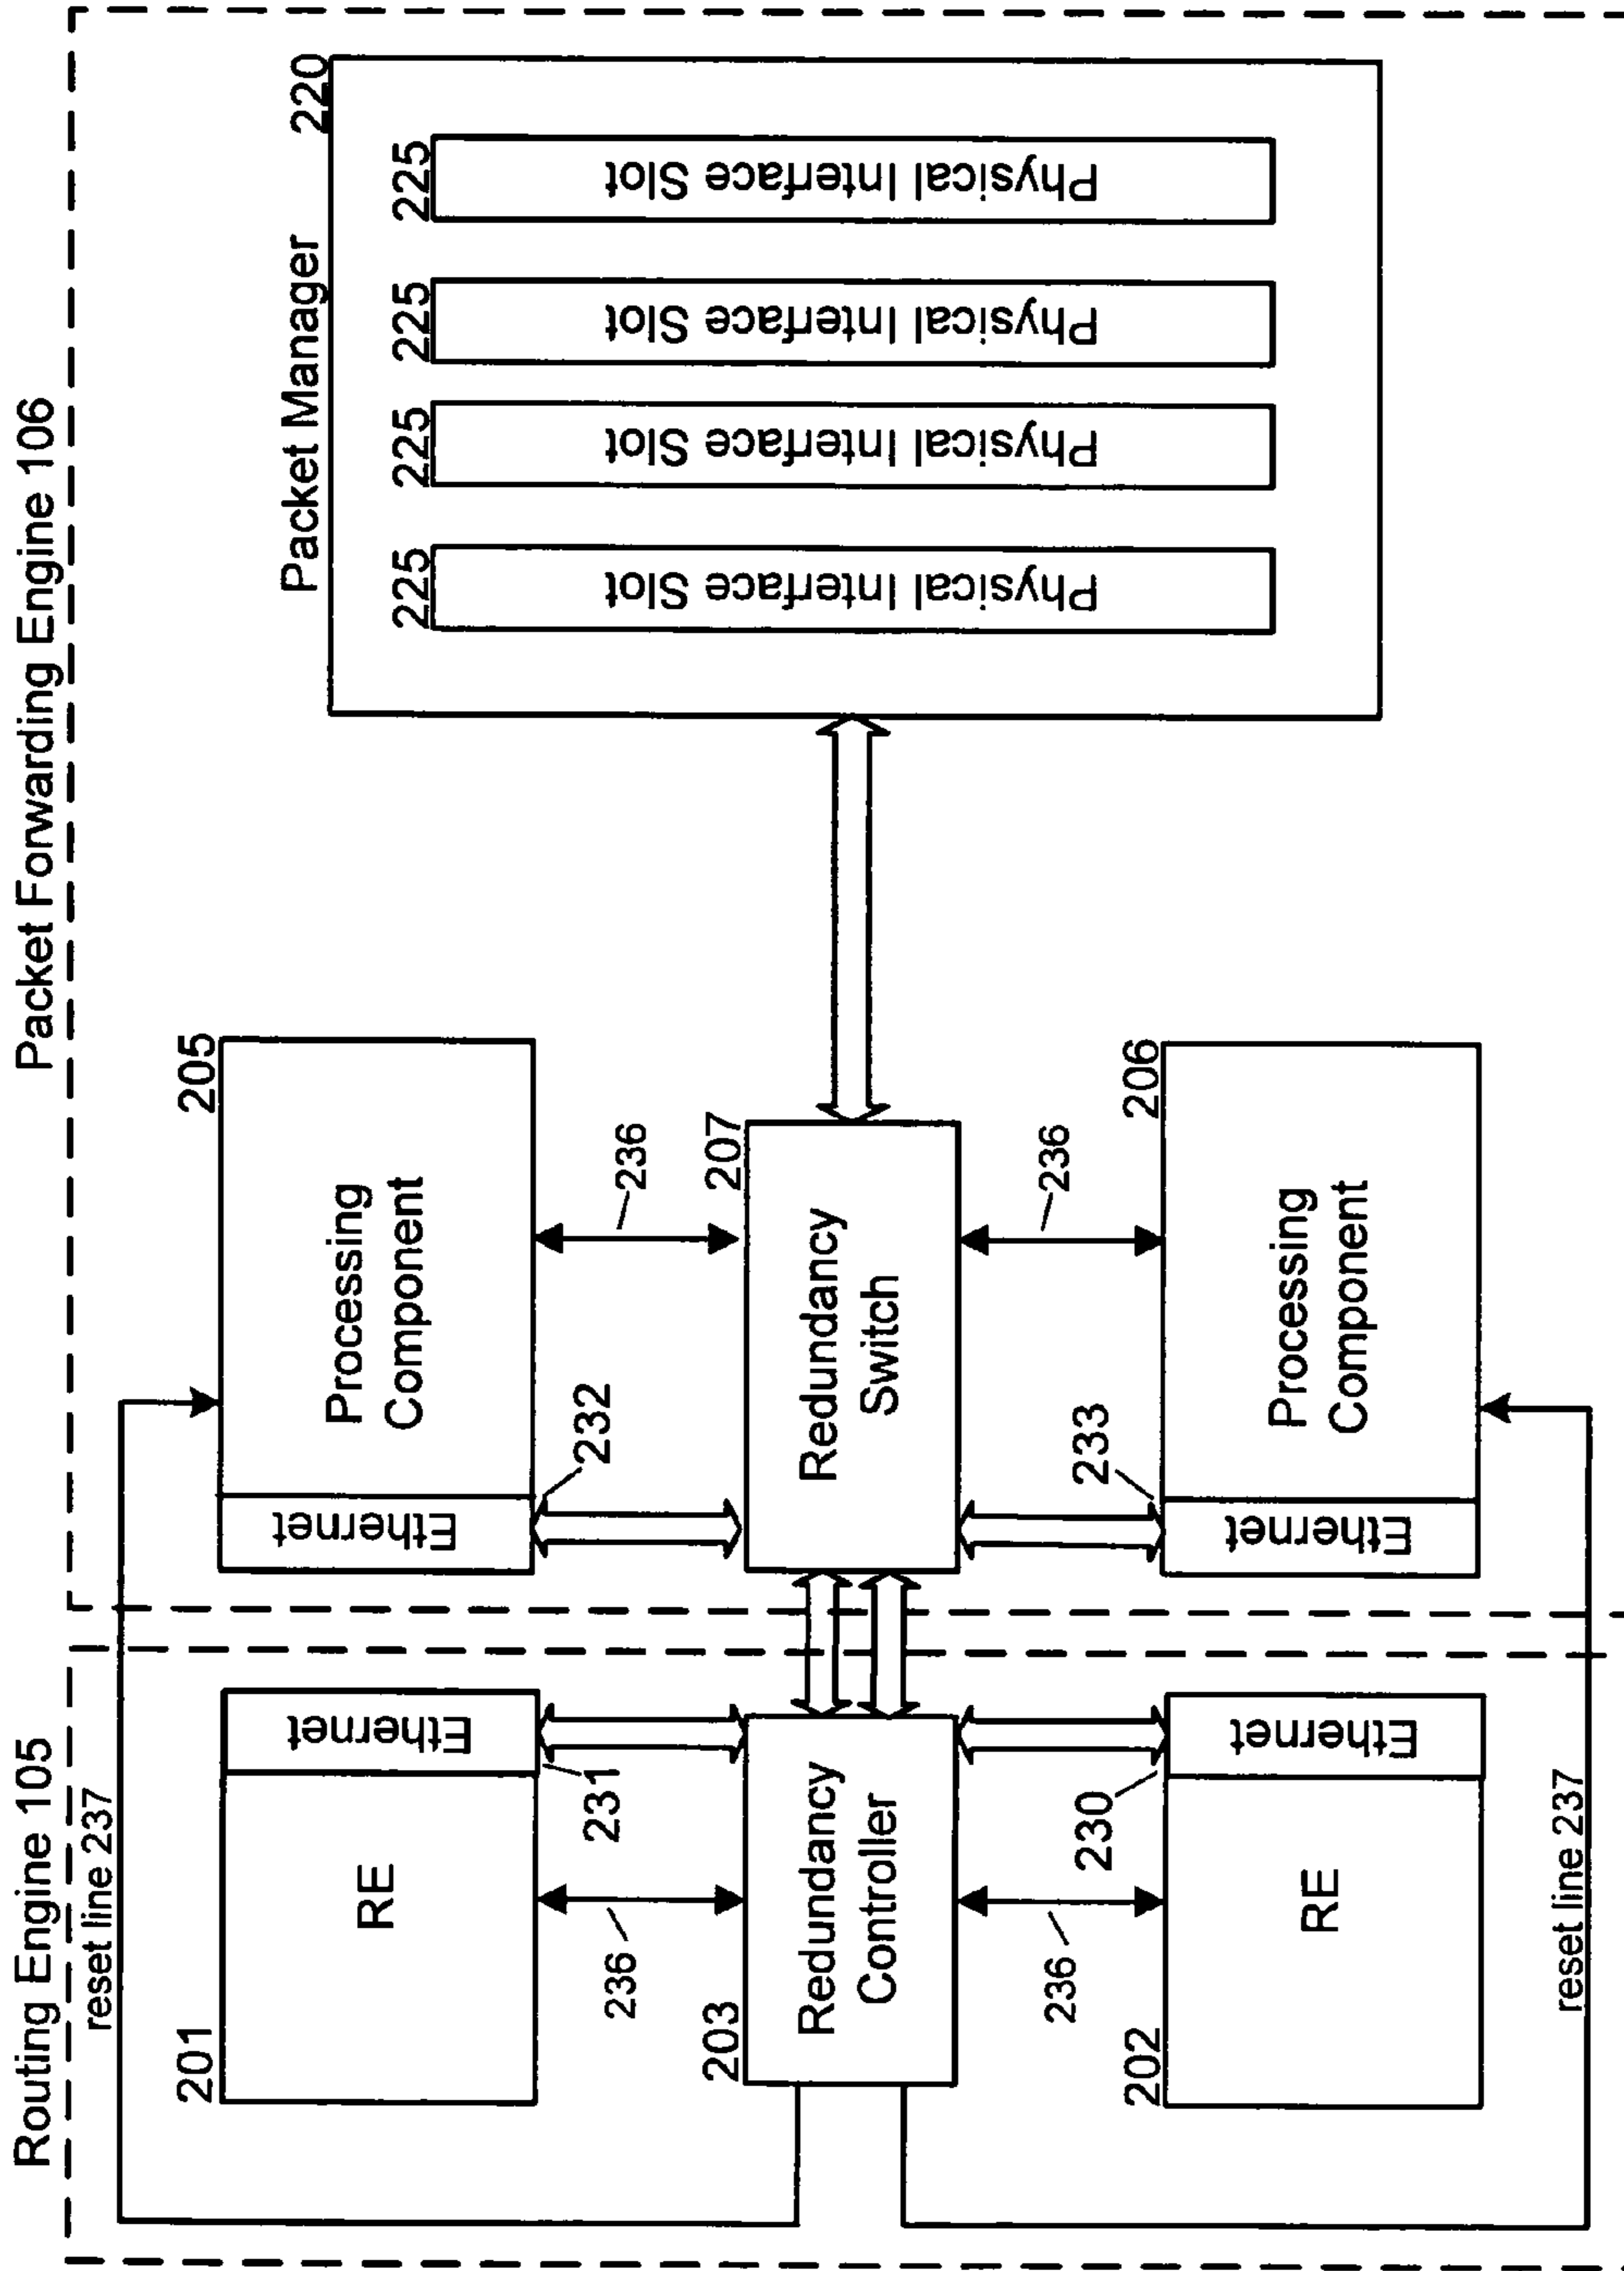 Routing Engine 105
Packet Forwarding Engine 106
reset line 237
201
RE
Ethernet
231
236
203
Redundancy
Controller
236
230
202
RE
Ethernet
reset line 237
205
Processing
Component
Ethernet
232
236
207
Redundancy
Switch
236
233
206
Processing
Component
Ethernet
Packet Manager
220
225
Physical Interface Slot
225
Physical Interface Slot
225
Physical Interface Slot
225
Physical Interface Slot